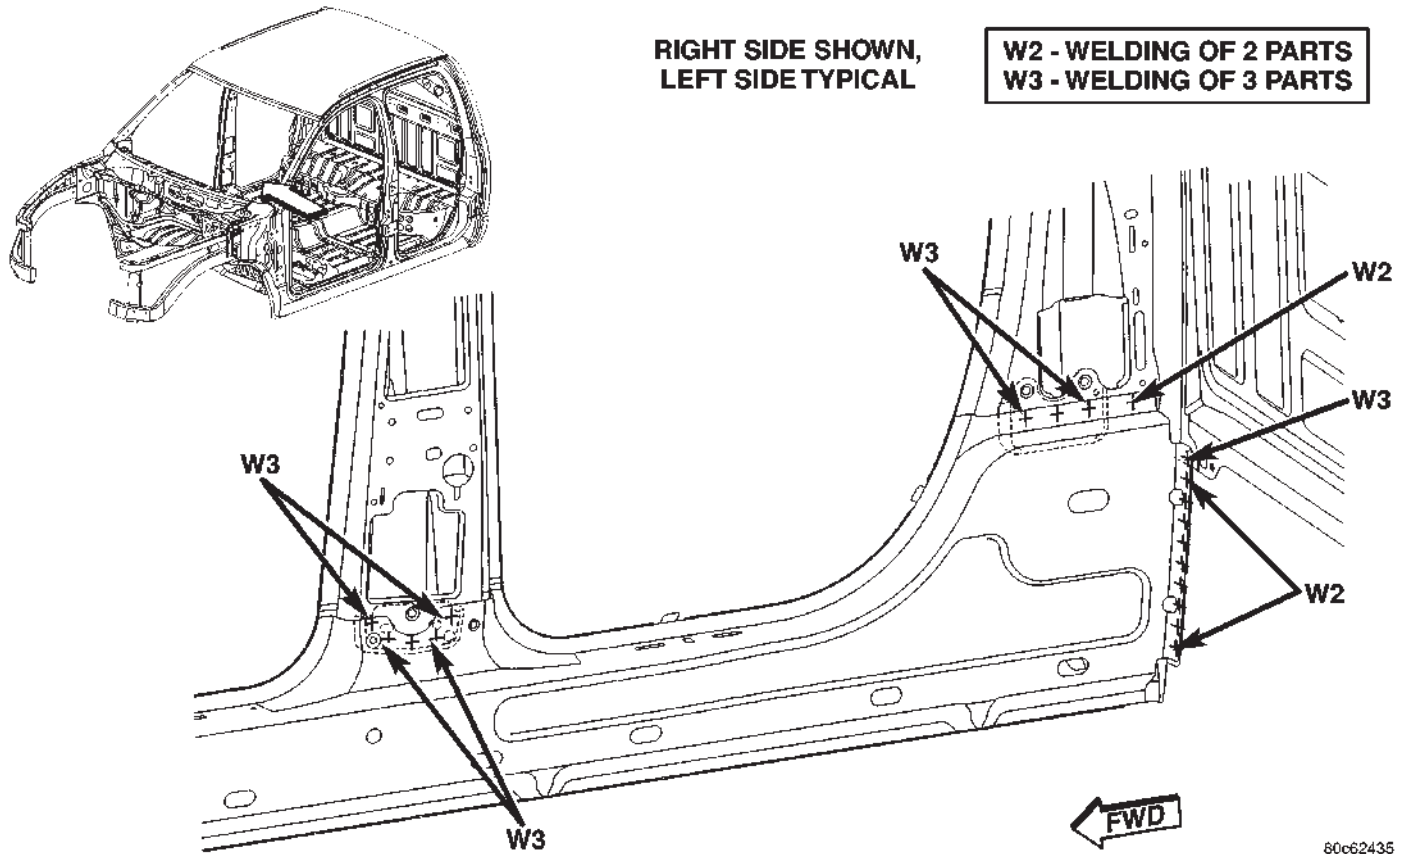 RIGHT SIDE SHOWN,
LEFT SIDE TYPICAL
W2 - WELDING OF 2 PARTS
W3 - WELDING OF 3 PARTS
W3
W2
W3
W3
W2
W3
FWD
80c62435